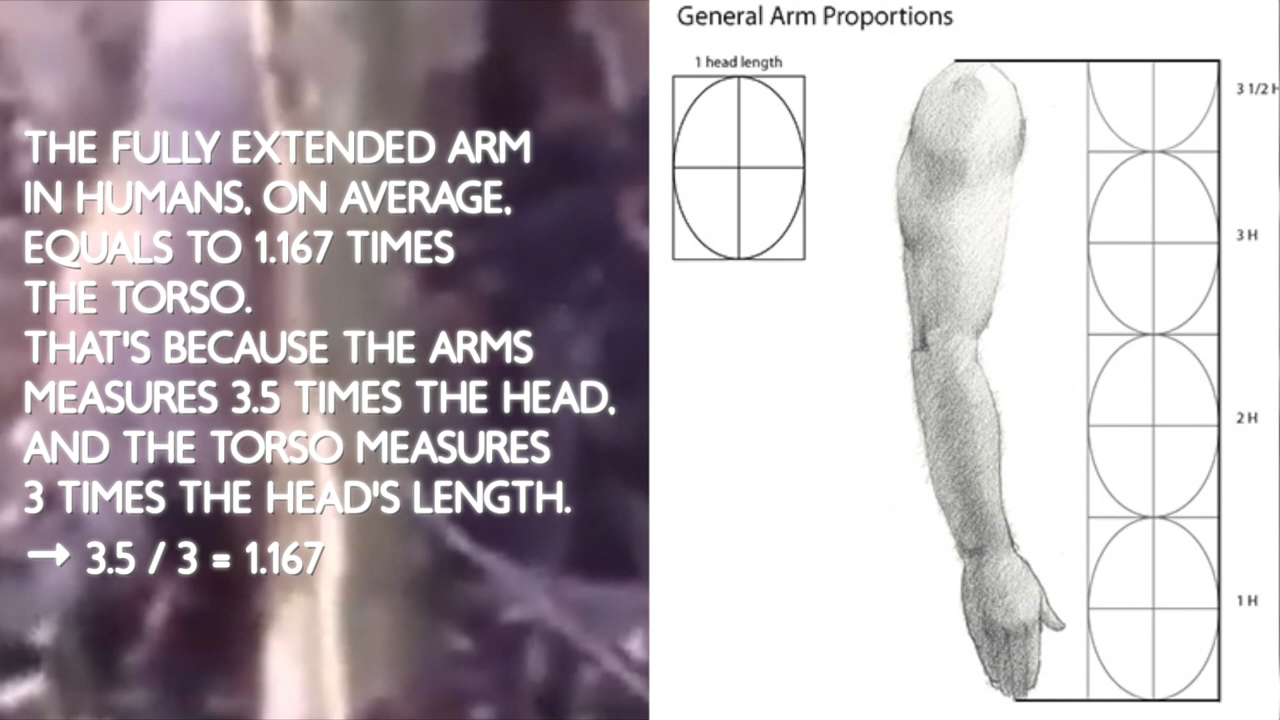 THE FULLY EXTENDED ARM
IN HUMANS, ON AVERAGE,
EQUALS TO 1.167 TIMES
THE TORSO.
THAT'S BECAUSE THE ARMS
MEASURES 3.5 TIMES THE HEAD,
AND THE TORSO MEASURES
3 TIMES THE HEAD'S LENGTH.
→ 3.5 / 3 = 1.167
General Arm Proportions
1 head length
3 1/2 H
3 H
2 H
1 H